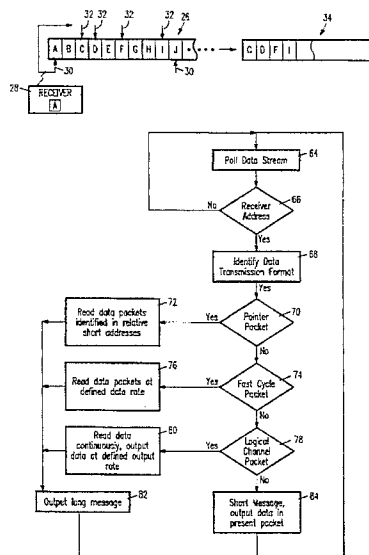 32 32 32 32 26 34
A B C D E F G H I J
C D F I
30 30
28
RECEIVER
A
Poll Data Stream
64
Receiver
Address
66
No
Yes
Identify Data
Transmission Format
68
Yes
Read data packets
identified in relative
short addresses
72
Yes
Pointer
Packet
70
No
Read data packets at
defined data rate
76
Yes
Fast Cycle
Packet
74
No
Read data
continuously, output
data at defined output
rate
80
Yes
Logical
Channel
Packet
78
No
Output long message
82
Short Message,
output data in
present packet
84